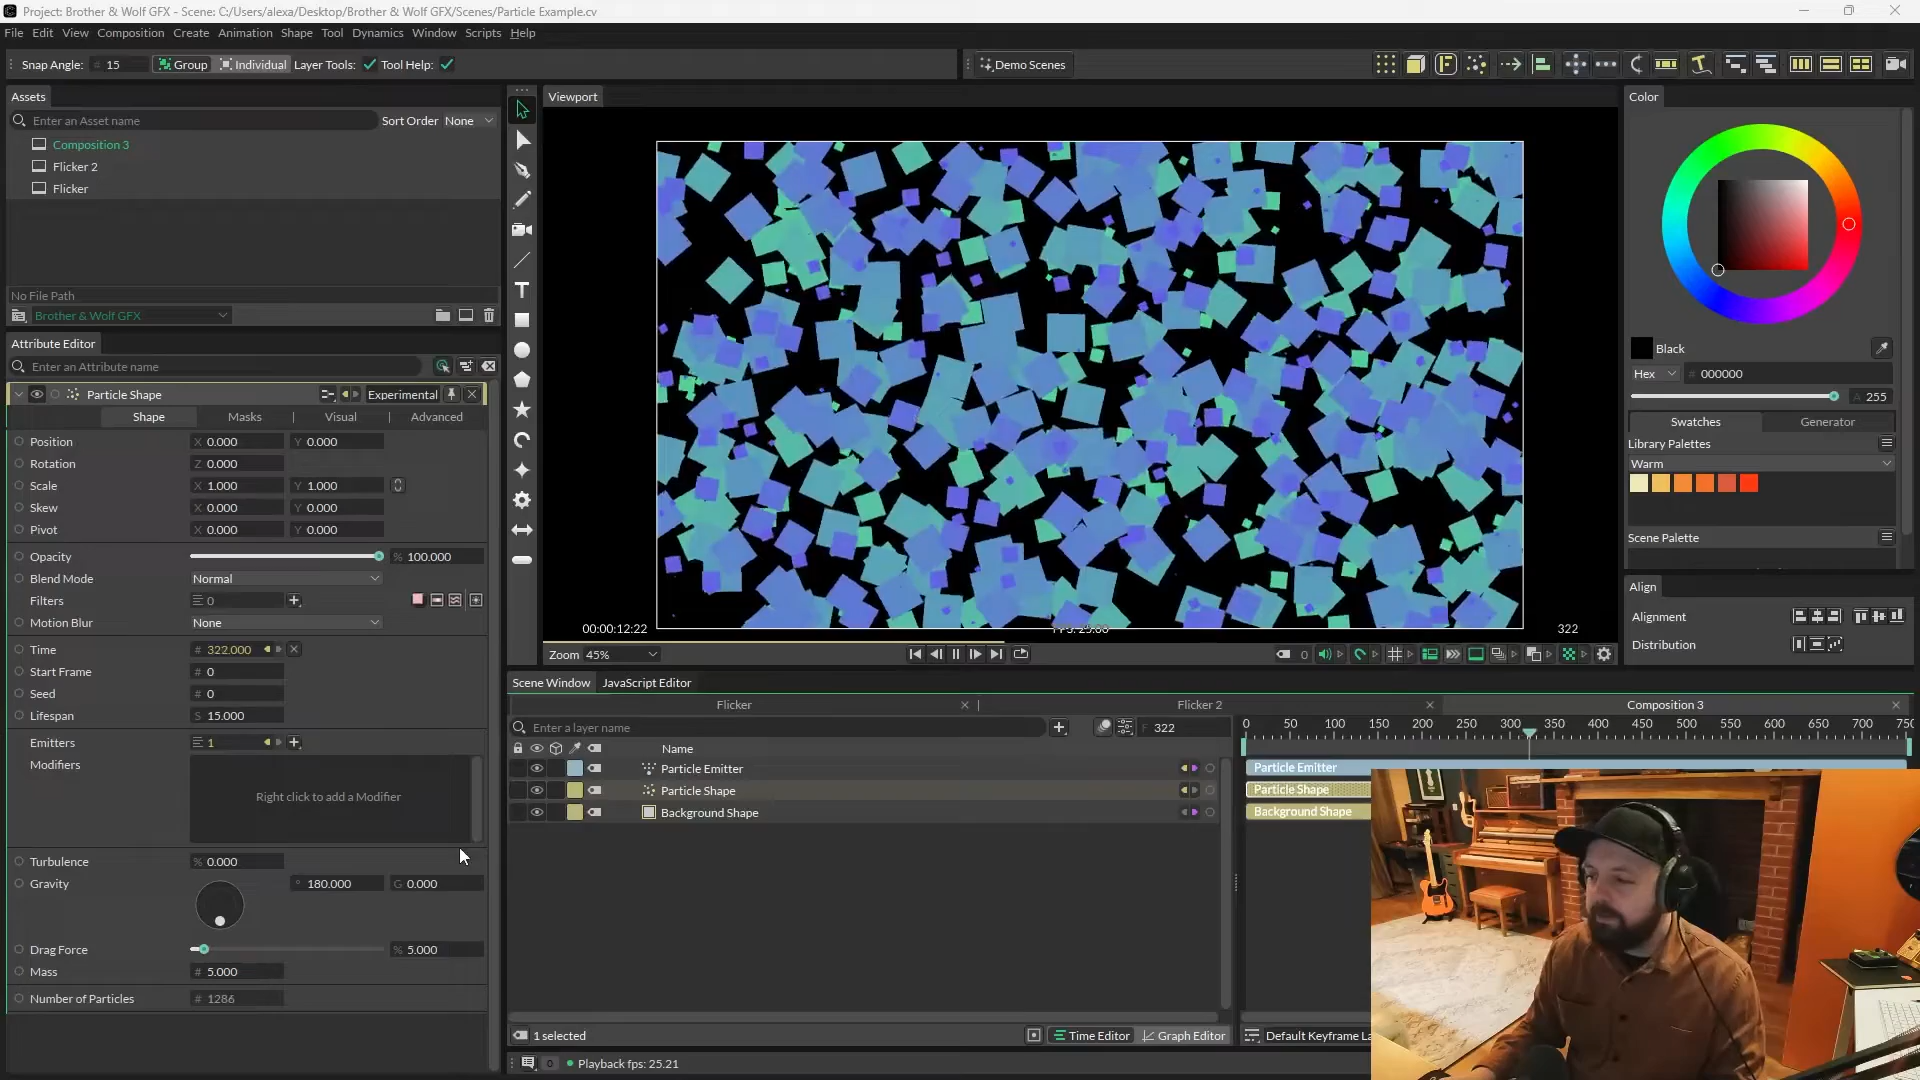 Project: Brother & Wolf GFX - Scene: C:/Users/alexa/Desktop/Brother & Wolf GFX/Scenes/Particle Example.cv
File Edit View Composition Create Animation Shape Tool Dynamics Window Scripts Help
Snap Angle: # 15 Group Individual Layer Tools: Tool Help: Demo Scenes
Assets
Enter an Asset name Sort Order None
Composition 3
Flicker 2
Flicker
No File Path
Brother & Wolf GFX
Attribute Editor
Enter an Attribute name
Particle Shape Experimental
Shape Masks Visual Advanced
Position X 0.000 Y 0.000
Rotation Z 0.000
Scale X 1.000 Y 1.000
Skew X 0.000 Y 0.000
Pivot X 0.000 Y 0.000
Opacity % 100.000
Blend Mode Normal
Filters 0
Motion Blur None
Time # 322.000
Start Frame # 0
Seed # 0
Lifespan S 15.000
Emitters 1
Modifiers
Right click to add a Modifier
Turbulence % 0.000
Gravity ° 180.000 G 0.000
Drag Force % 5.000
Mass # 5.000
Number of Particles # 1286
Viewport
00:00:12:22 FPS: 25.00 322
Zoom 45% 0
Scene Window JavaScript Editor
Flicker Flicker 2 Composition 3
Enter a layer name F 322
0 50 100 150 200 250 300 350 400 450 500 550 600 650 700 750
Name
Particle Emitter
Particle Shape
Background Shape
Particle Emitter
Particle Shape
Background Shape
1 selected Time Editor Graph Editor Default Keyframe La
0 Playback fps: 25.21
Color
Black
Hex # 000000
A 255
Swatches Generator
Library Palettes
Warm
Scene Palette
Align
Alignment
Distribution